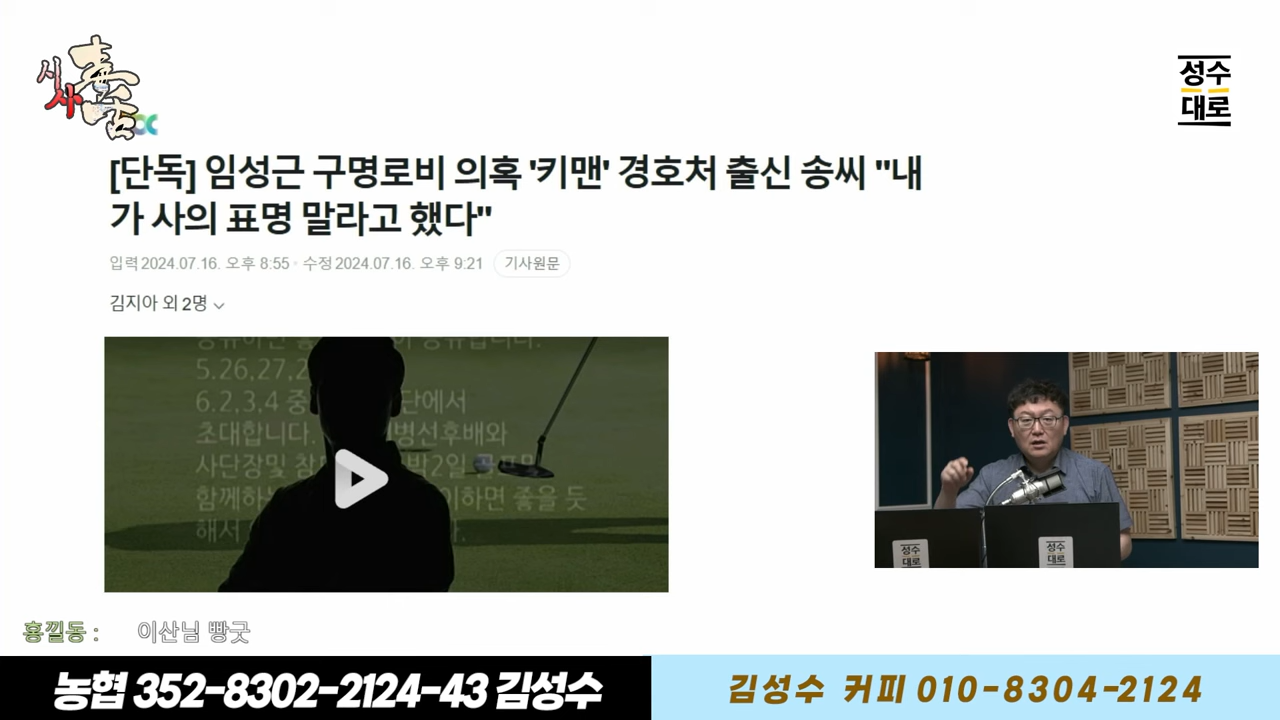 시사
성수
대로
[단독] 임성근 구명로비 의혹 '키맨' 경호처 출신 송씨 "내
가 사의 표명 말라고 했다"
입력 2024.07.16. 오후 8:55 · 수정 2024.07.16. 오후 9:21 기사원문
김지아 외 2명
5.26,27,2
6.2,3,4 중 단에서
초대합니다. 병선후배와
사단장및 참 박2일
함께하 이하면 좋을 듯
해서
성수
대로
성수
대로
홍낄동 : 이산님 빵긋
농협 352-8302-2124-43 김성수
김성수 커피 010-8304-2124